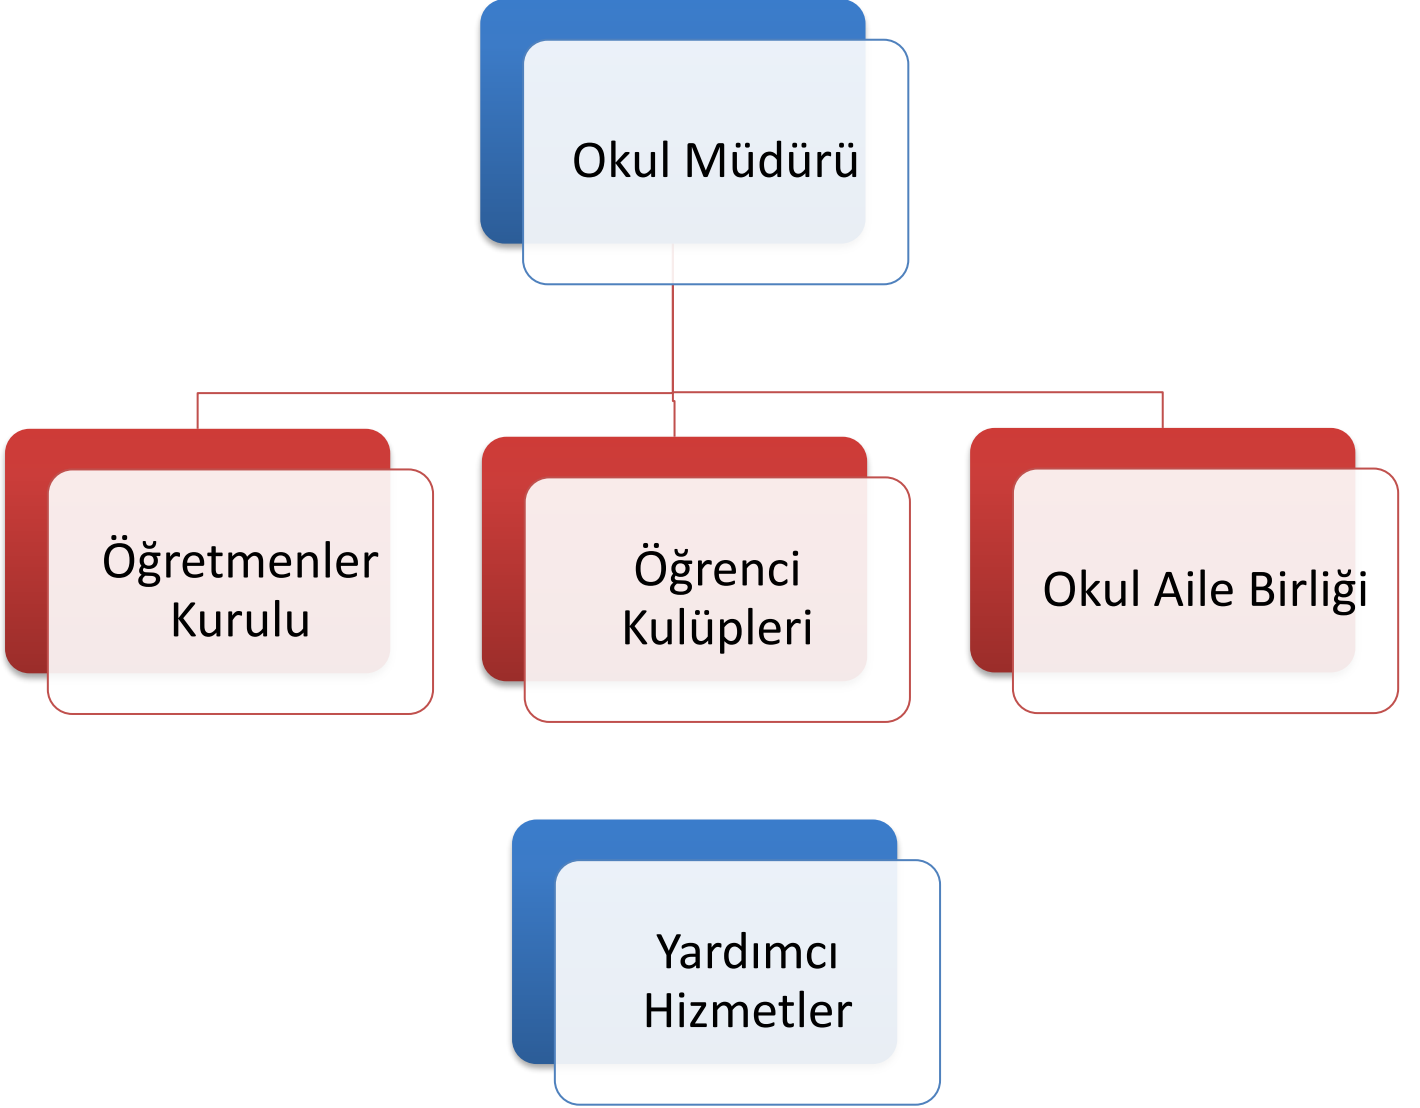 Okul Müdürü
Öğretmenler
Kurulu
Öğrenci
Kulüpleri
Okul Aile Birliği
Yardımcı
Hizmetler